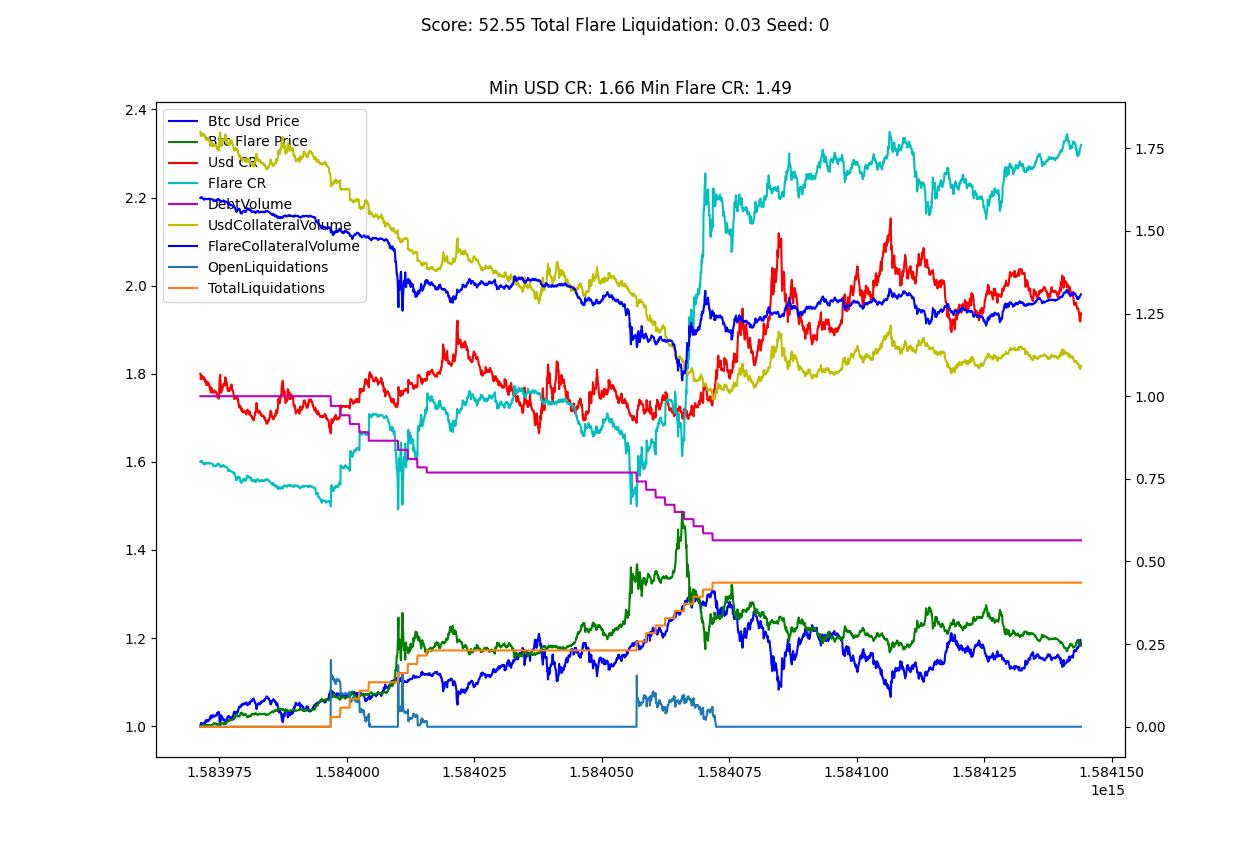 Score: 52.55 Total Flare Liquidation: 0.03 Seed: 0
Min USD CR: 1.66 Min Flare CR: 1.49
Btc Usd Price
Btc Flare Price
Usd CR
Flare CR
DebtVolume
UsdCollateralVolume
FlareCollateralVolume
OpenLiquidations
TotalLiquidations
2.4
2.2
2.0
1.8
1.6
1.4
1.2
1.0
1.75
1.50
1.25
1.00
0.75
0.50
0.25
0.00
1.583975 1.584000 1.584025 1.584050 1.584075 1.584100 1.584125 1.584150
1e15